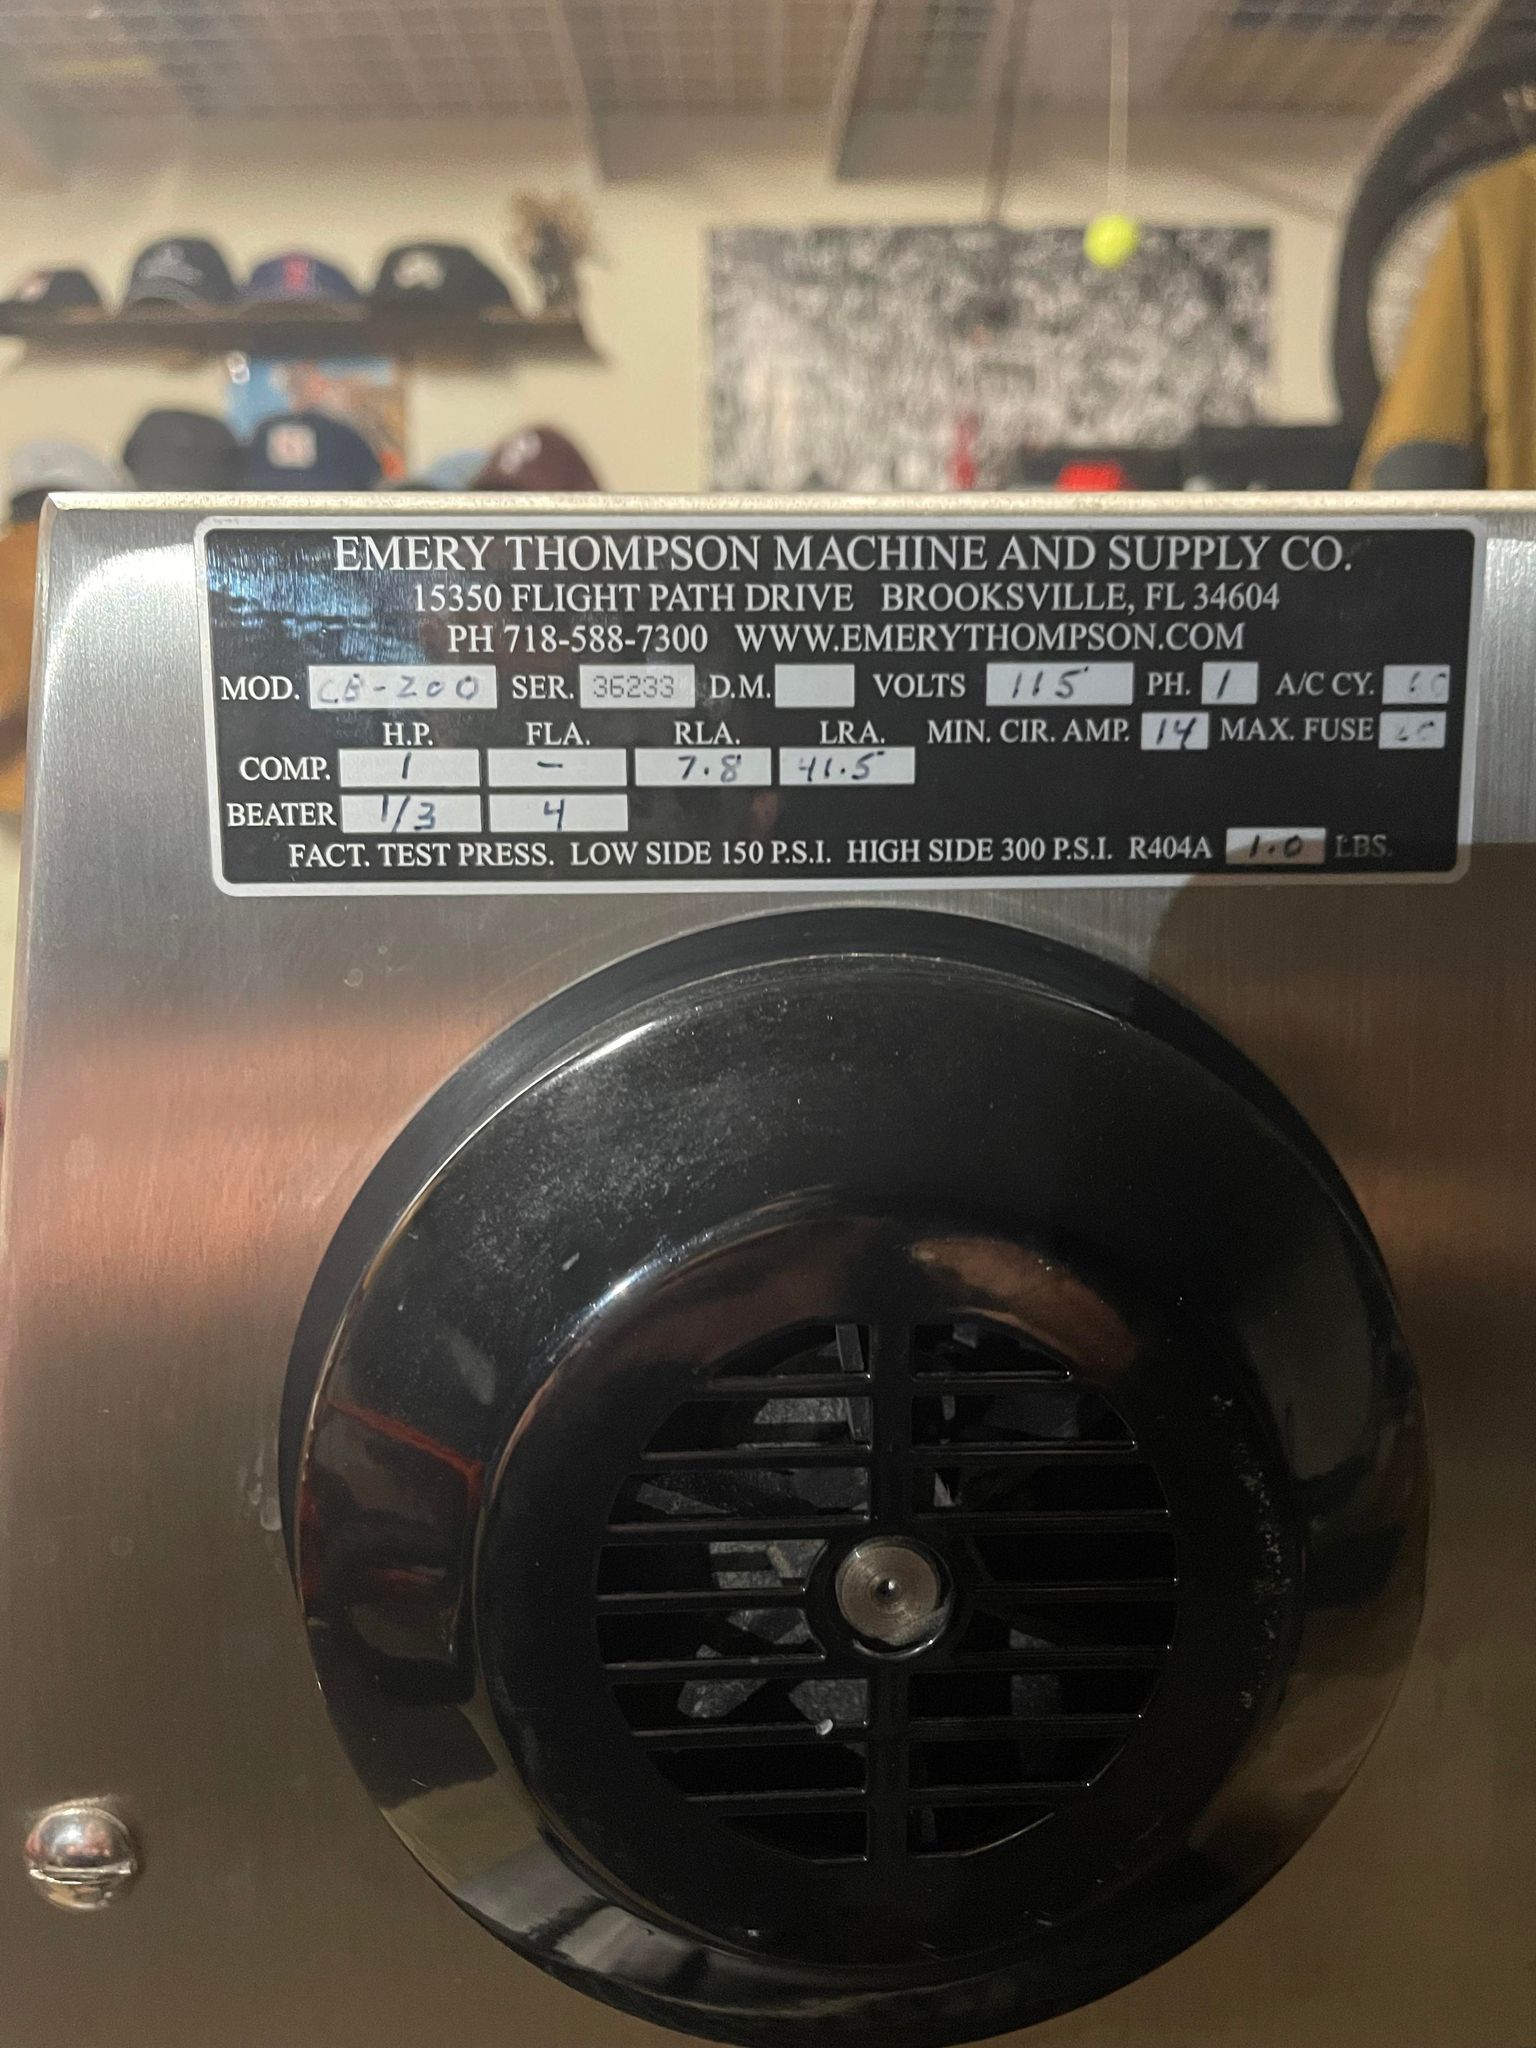 EMERY THOMPSON MACHINE AND SUPPLY CO.
15350 FLIGHT PATH DRIVE BROOKSVILLE, FL 34604
PH 718-588-7300 WWW.EMERYTHOMPSON.COM
MOD. CB-200 SER. 36233 D.M. VOLTS 115 PH. 1 A/C CY. 60
H.P. FLA. RLA. LRA. MIN. CIR. AMP. 14 MAX. FUSE
COMP. 1 - 7.8 41.5
BEATER 1/3 4
FACT. TEST PRESS. LOW SIDE 150 P.S.I. HIGH SIDE 300 P.S.I. R404A 1.0 LBS.